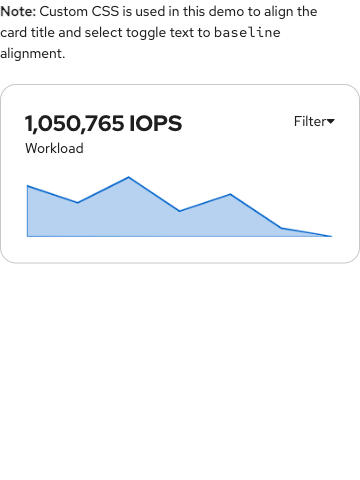 Note: Custom CSS is used in this demo to align the
card title and select toggle text to baseline
alignment.
1,050,765 IOPS
Filter
Workload